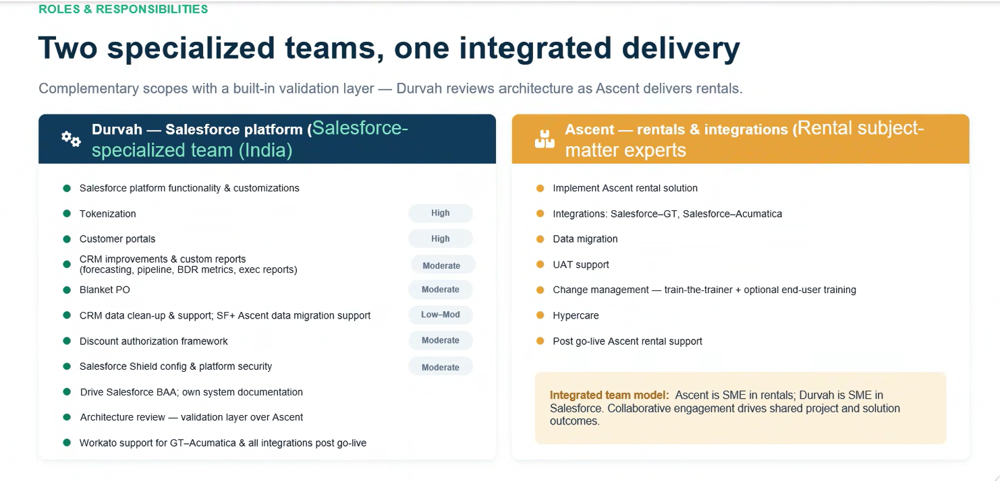 ROLES & RESPONSIBILITIES
Two specialized teams, one integrated delivery
Complementary scopes with a built-in validation layer — Durvah reviews architecture as Ascent delivers rentals.
Durvah — Salesforce platform (Salesforce-
specialized team (India)
Salesforce platform functionality & customizations
Tokenization High
Customer portals High
CRM improvements & custom reports
(forecasting, pipeline, BDR metrics, exec reports) Moderate
Blanket PO Moderate
CRM data clean-up & support; SF+ Ascent data migration support Low–Mod
Discount authorization framework Moderate
Salesforce Shield config & platform security Moderate
Drive Salesforce BAA; own system documentation
Architecture review — validation layer over Ascent
Workato support for GT–Acumatica & all integrations post go-live
Ascent — rentals & integrations (Rental subject-
matter experts
Implement Ascent rental solution
Integrations: Salesforce–GT, Salesforce–Acumatica
Data migration
UAT support
Change management — train-the-trainer + optional end-user training
Hypercare
Post go-live Ascent rental support
Integrated team model: Ascent is SME in rentals; Durvah is SME in
Salesforce. Collaborative engagement drives shared project and solution
outcomes.